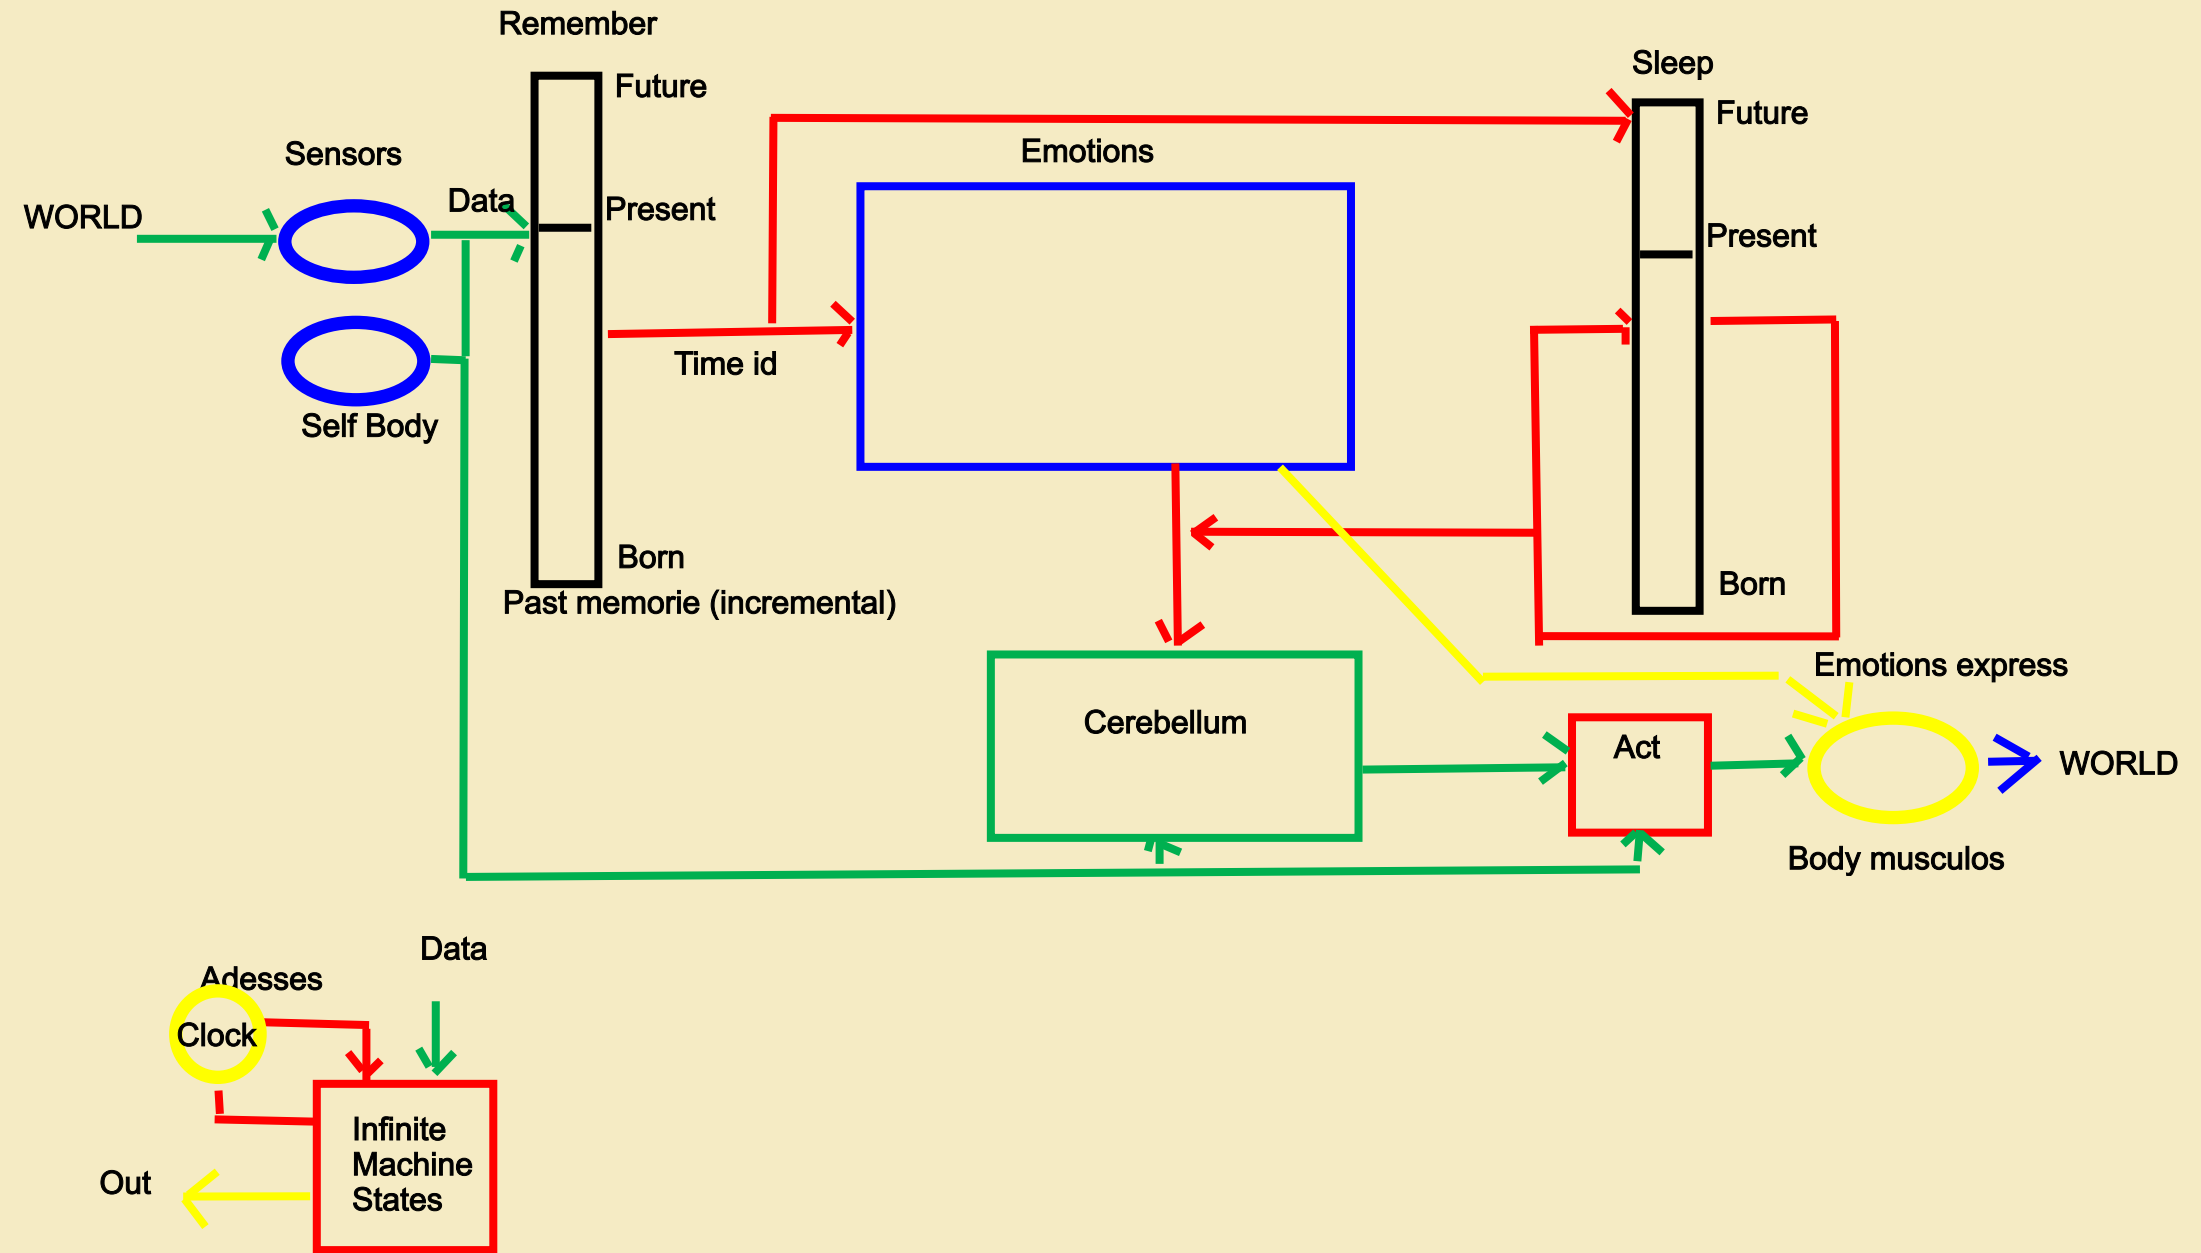 Remember
Future
Sleep
Future
Sensors
Emotions
Data
WORLD
Present
Present
Time id
Self Body
Born
Past memorie (incremental)
Born
Emotions express
Cerebellum
Act
WORLD
Body musculos
Data
Adesses
Clock
Infinite
Machine
States
Out